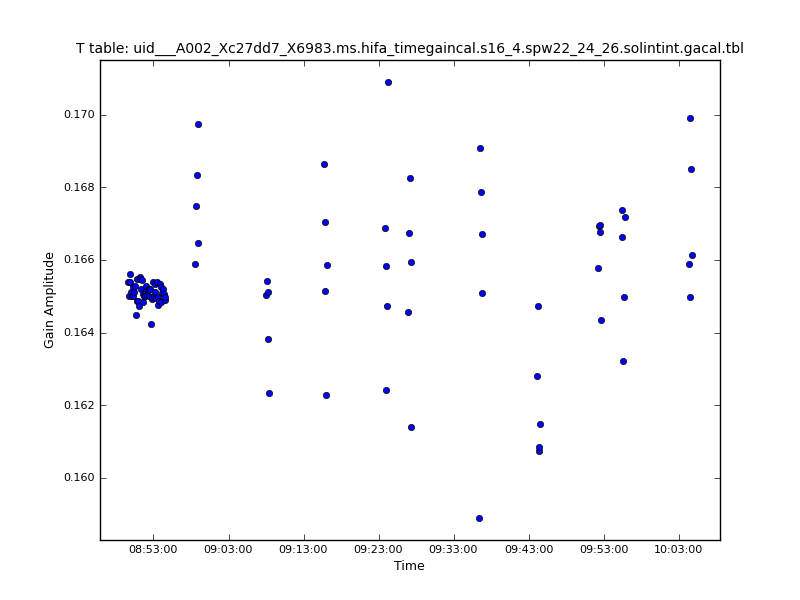 T table: uid___A002_Xc27dd7_X6983.ms.hifa_timegaincal.s16_4.spw22_24_26.solintint.gacal.tbl
0.170
0.168
0.166
0.164
0.162
0.160
Gain Amplitude
08:53:00 09:03:00 09:13:00 09:23:00 09:33:00 09:43:00 09:53:00 10:03:00
Time